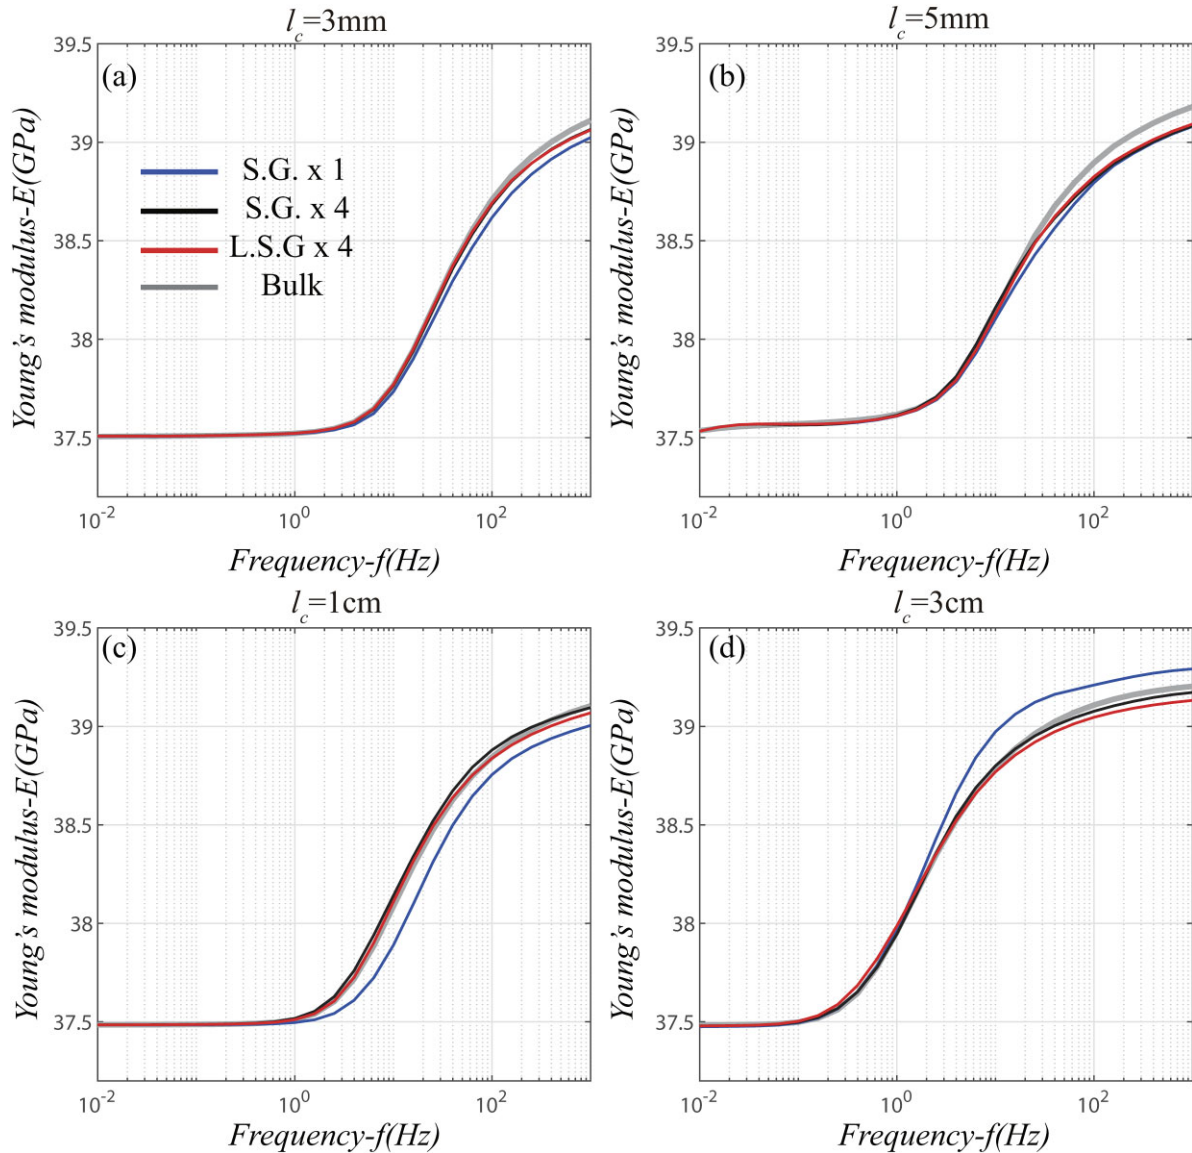 l_c=3mm
(a)
39.5
39
38.5
38
37.5
Young's modulus-E(GPa)
S.G. x 1
S.G. x 4
L.S.G x 4
Bulk
10^-2
10^0
10^2
Frequency-f(Hz)
l_c=5mm
(b)
39.5
39
38.5
38
37.5
Young's modulus-E(GPa)
10^-2
10^0
10^2
Frequency-f(Hz)
l_c=1cm
(c)
39.5
39
38.5
38
37.5
Young's modulus-E(GPa)
10^-2
10^0
10^2
Frequency-f(Hz)
l_c=3cm
(d)
39.5
39
38.5
38
37.5
Young's modulus-E(GPa)
10^-2
10^0
10^2
Frequency-f(Hz)